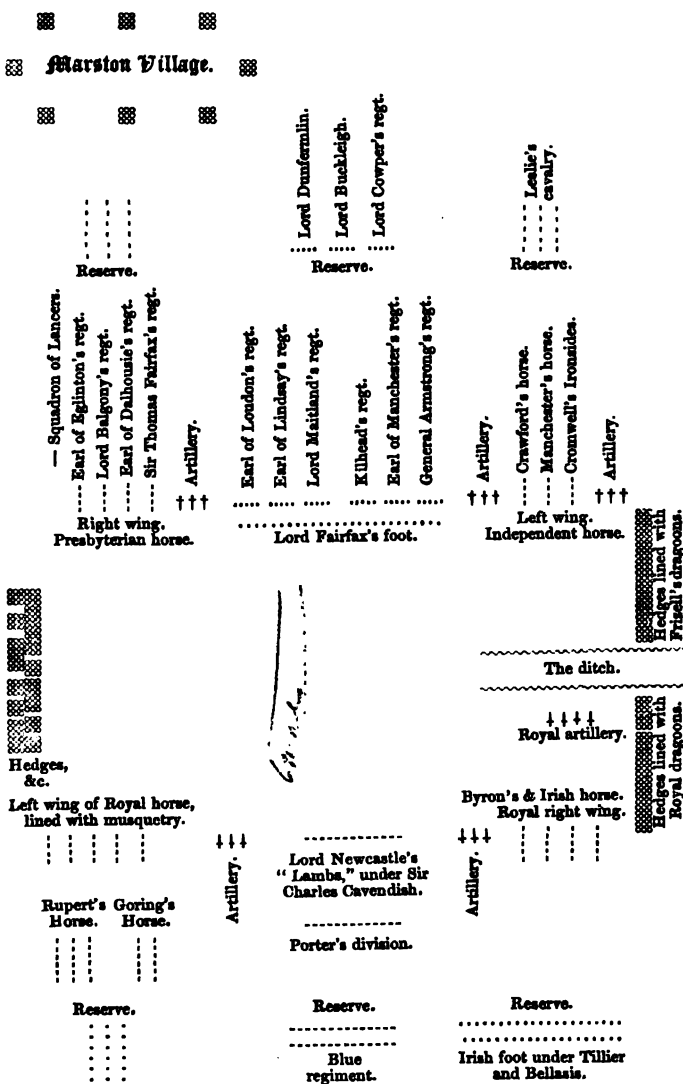 Marston Village.
Lord Dunfermlin.
Lord Buckleigh.
Lord Cowper's regt.
Leslie's
cavalry.
Reserve.
Reserve.
Reserve.
— Squadron of Lancers.
Earl of Eglinton's regt.
Lord Balgony's regt.
Earl of Dalhousie's regt.
Sir Thomas Fairfax's regt.
Artillery.
Earl of Loudon's regt.
Earl of Lindsay's regt.
Lord Maitland's regt.
Kilhead's regt.
Earl of Manchester's regt.
General Armstrong's regt.
Artillery.
Crawford's horse.
Manchester's horse.
Cromwell's Ironsides.
Artillery.
Right wing.
Presbyterian horse.
Lord Fairfax's foot.
Left wing.
Independent horse.
Hedges lined with
Frisell's dragoons.
The ditch.
Royal artillery.
Hedges lined with
Royal dragoons.
Hedges,
&c.
Left wing of Royal horse,
lined with musquetry.
Byron's & Irish horse.
Royal right wing.
Artillery.
Lord Newcastle's
"Lambs," under Sir
Charles Cavendish.
Artillery.
Rupert's Horse.
Goring's Horse.
Porter's division.
Reserve.
Reserve.
Reserve.
Blue
regiment.
Irish foot under Tillier
and Bellasis.